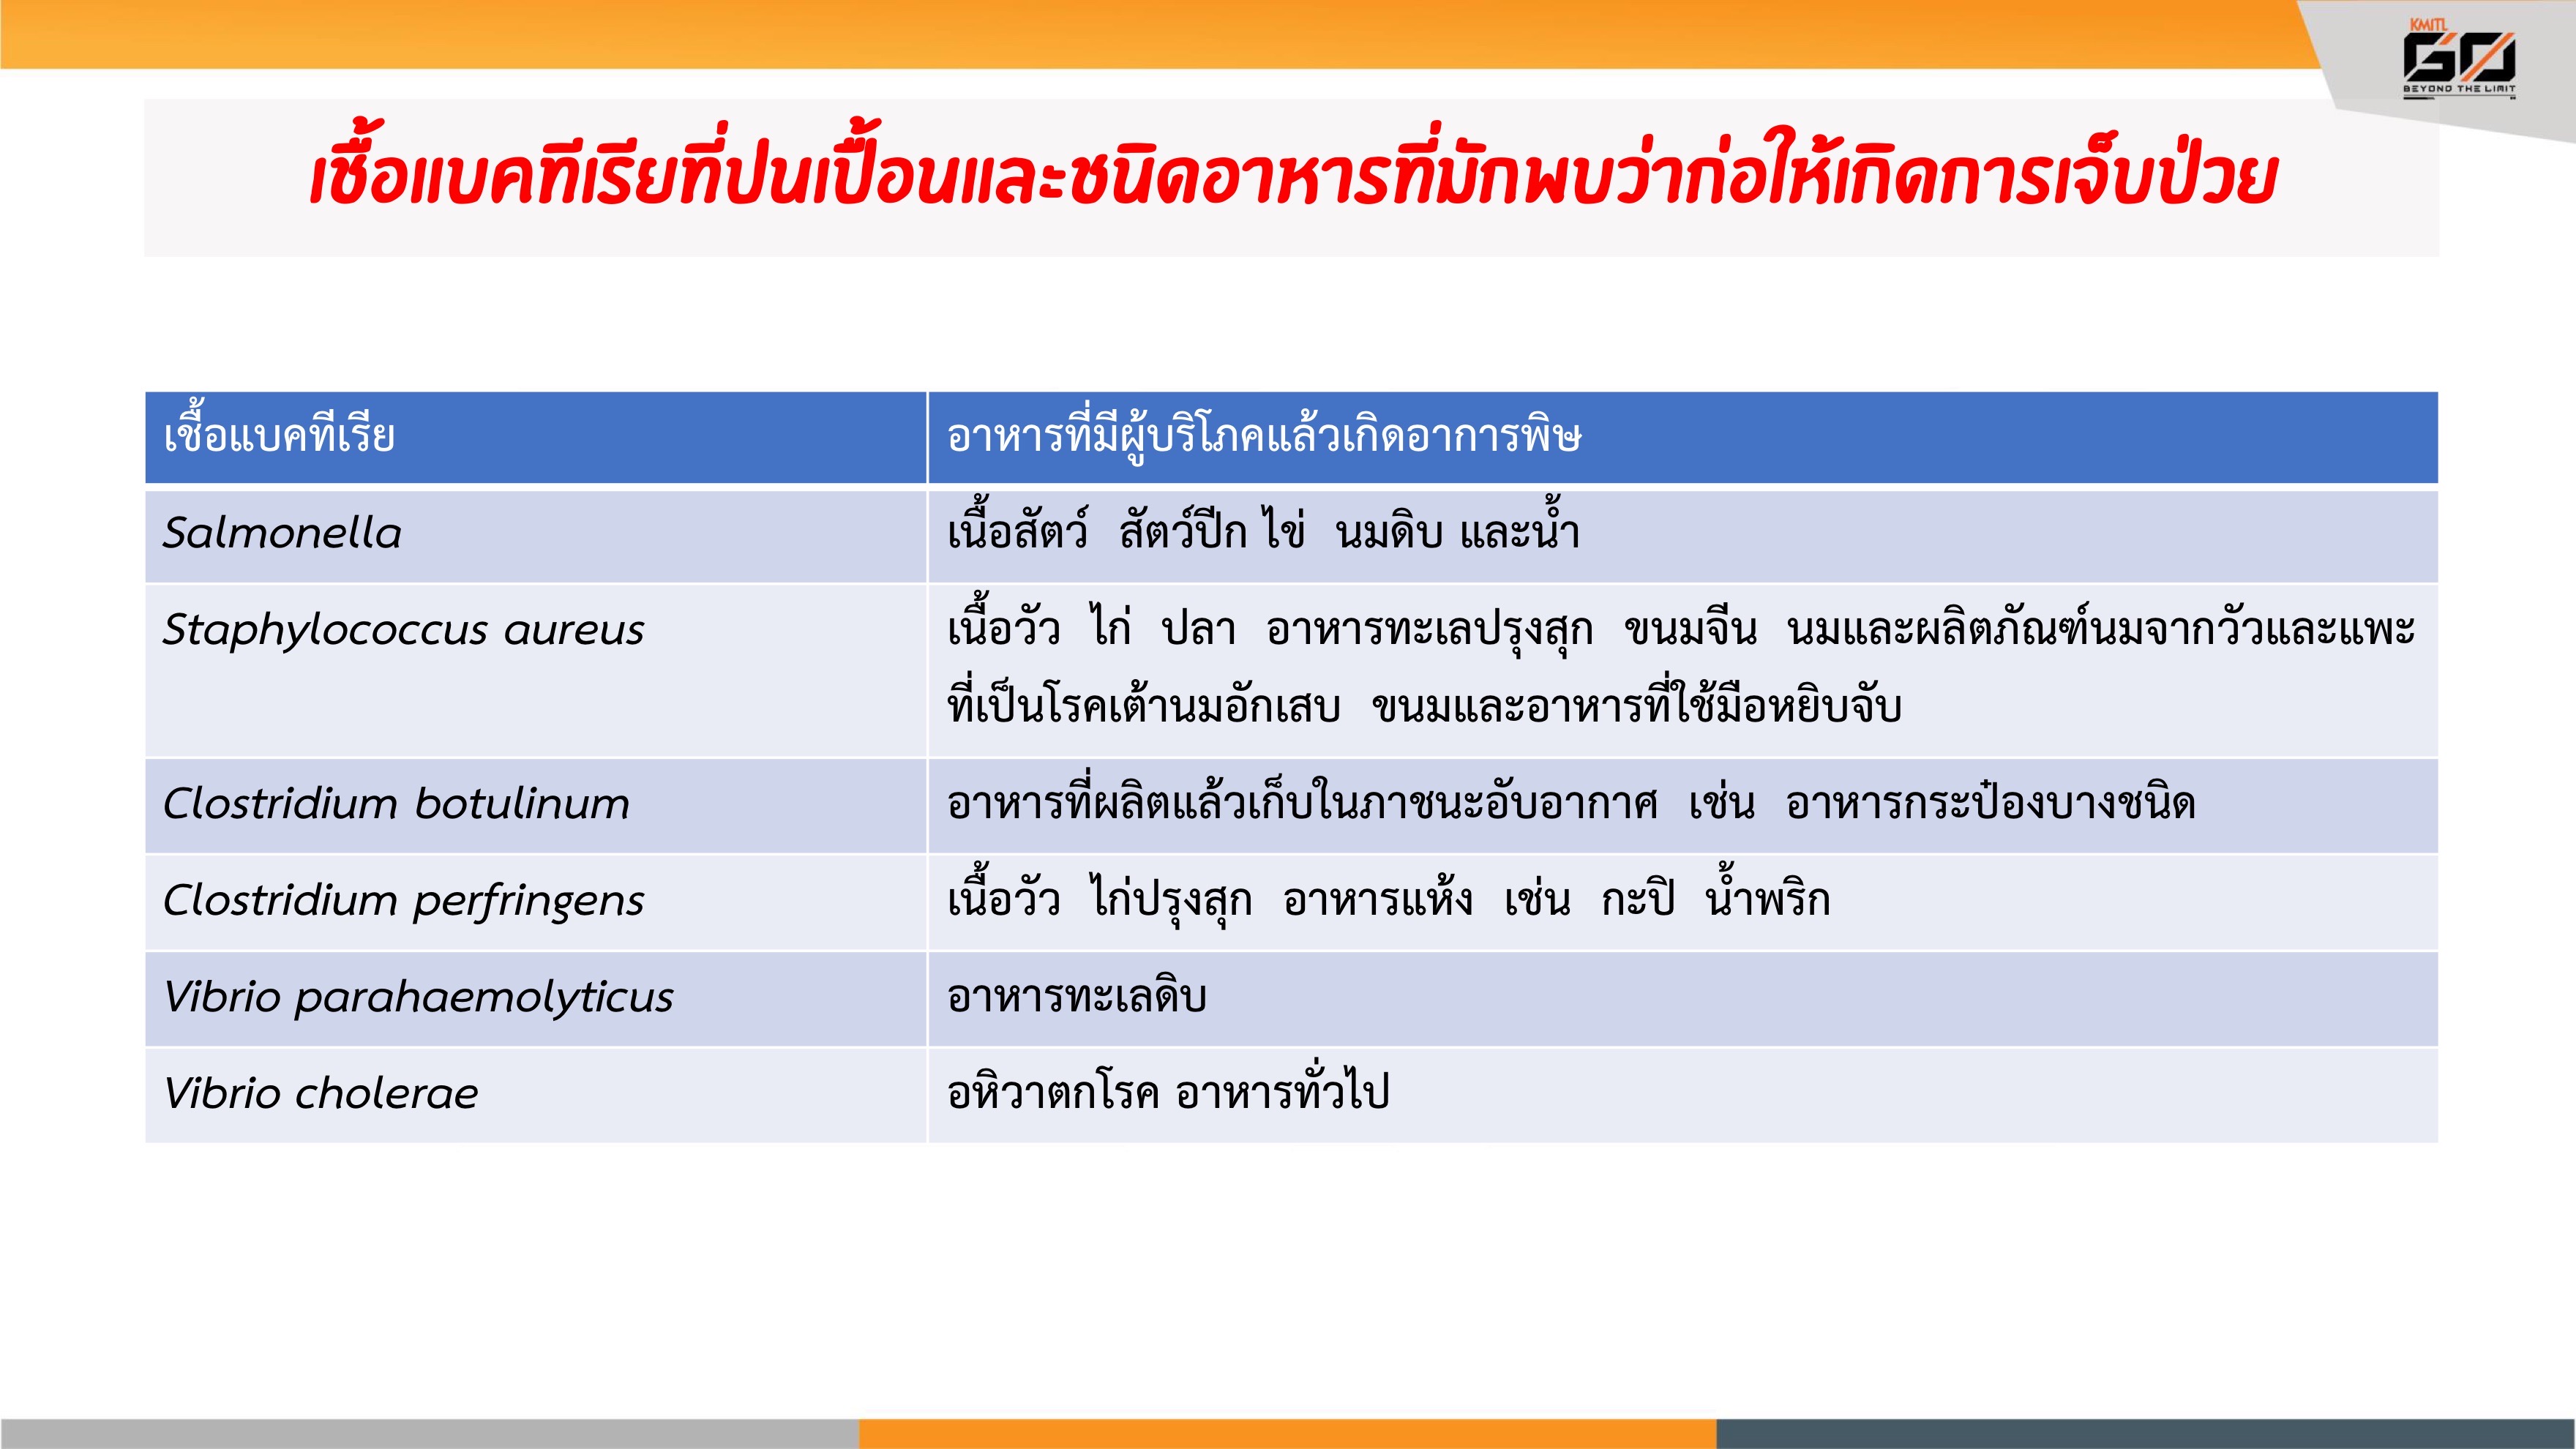 KMITL
GO
BEYOND THE LIMIT
เชื้อแบคทีเรียที่ปนเปื้อนและชนิดอาหารที่มักพบว่าก่อให้เกิดการเจ็บป่วย
เชื้อแบคทีเรีย
อาหารที่มีผู้บริโภคแล้วเกิดอาการพิษ
Salmonella
เนื้อสัตว์ สัตว์ปีก ไข่ นมดิบ และน้ำ
Staphylococcus aureus
เนื้อวัว ไก่ ปลา อาหารทะเลปรุงสุก ขนมจีน นมและผลิตภัณฑ์นมจากวัวและแพะ
ที่เป็นโรคเต้านมอักเสบ ขนมและอาหารที่ใช้มือหยิบจับ
Clostridium botulinum
อาหารที่ผลิตแล้วเก็บในภาชนะอับอากาศ เช่น อาหารกระป๋องบางชนิด
Clostridium perfringens
เนื้อวัว ไก่ปรุงสุก อาหารแห้ง เช่น กะปิ น้ำพริก
Vibrio parahaemolyticus
อาหารทะเลดิบ
Vibrio cholerae
อหิวาตกโรค อาหารทั่วไป